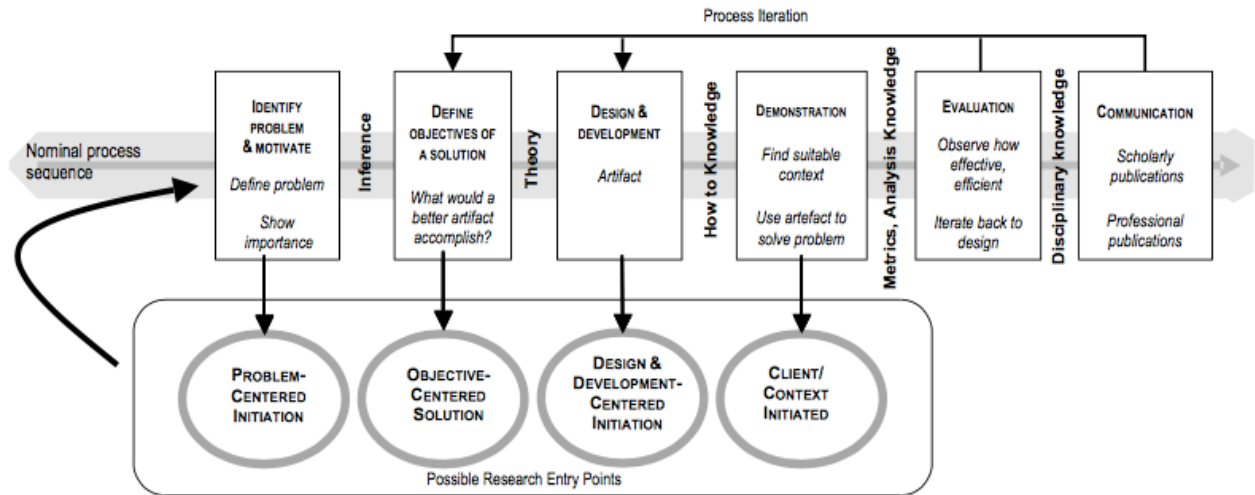 Process Iteration
Nominal process
sequence
IDENTIFY
PROBLEM
& MOTIVATE
Define problem
Show
importance
Inference
DEFINE
OBJECTIVES OF
A SOLUTION
What would a
better artifact
accomplish?
Theory
DESIGN &
DEVELOPMENT
Artifact
How to Knowledge
DEMONSTRATION
Find suitable
context
Use artefact to
solve problem
Metrics, Analysis Knowledge
EVALUATION
Observe how
effective,
efficient
Iterate back to
design
Disciplinary knowledge
COMMUNICATION
Scholarly
publications
Professional
publications
PROBLEM-
CENTERED
INITIATION
OBJECTIVE-
CENTERED
SOLUTION
DESIGN &
DEVELOPMENT-
CENTERED
INITIATION
CLIENT/
CONTEXT
INITIATED
Possible Research Entry Points